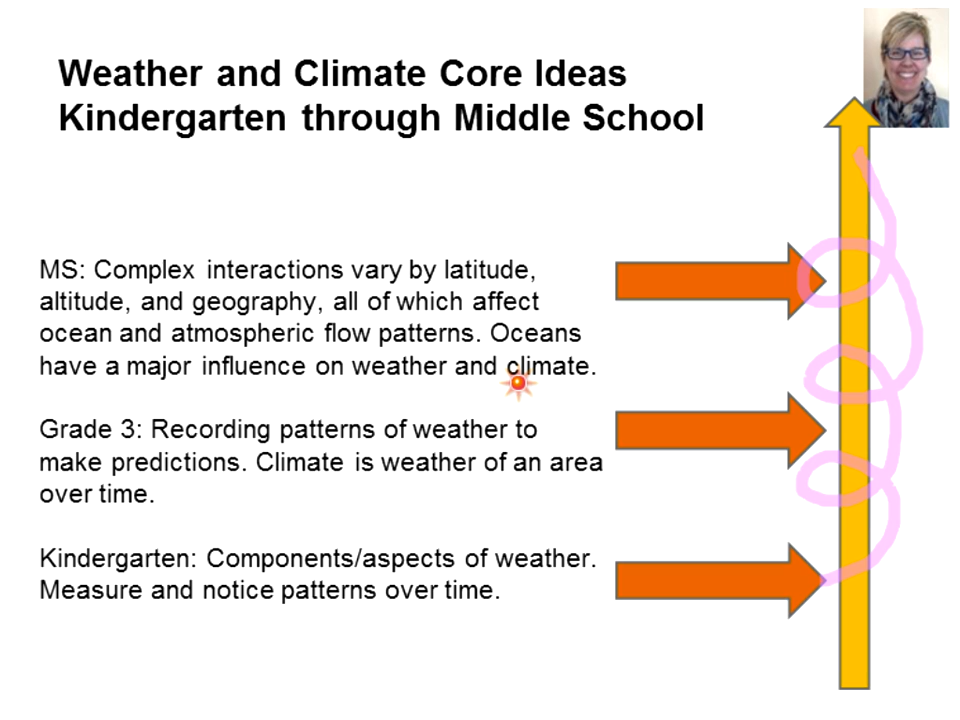 Weather and Climate Core Ideas
Kindergarten through Middle School
MS: Complex interactions vary by latitude,
altitude, and geography, all of which affect
ocean and atmospheric flow patterns. Oceans
have a major influence on weather and climate.
Grade 3: Recording patterns of weather to
make predictions. Climate is weather of an area
over time.
Kindergarten: Components/aspects of weather.
Measure and notice patterns over time.